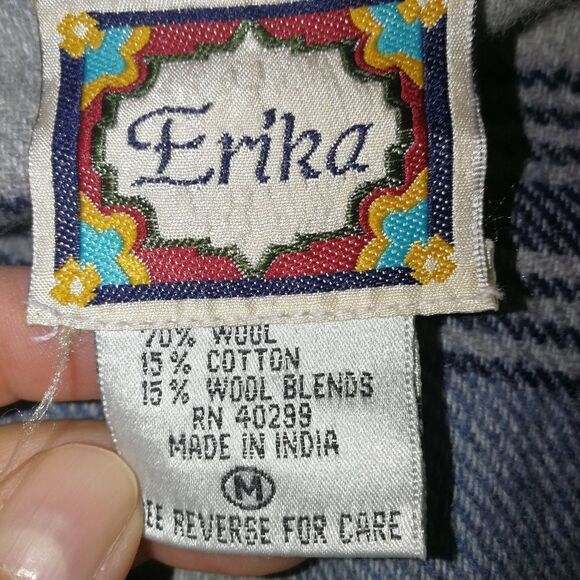 Erika
70% WOOL
15% COTTON
15% WOOL BLENDS
RN 40299
MADE IN INDIA
M
EE REVERSE FOR CARE